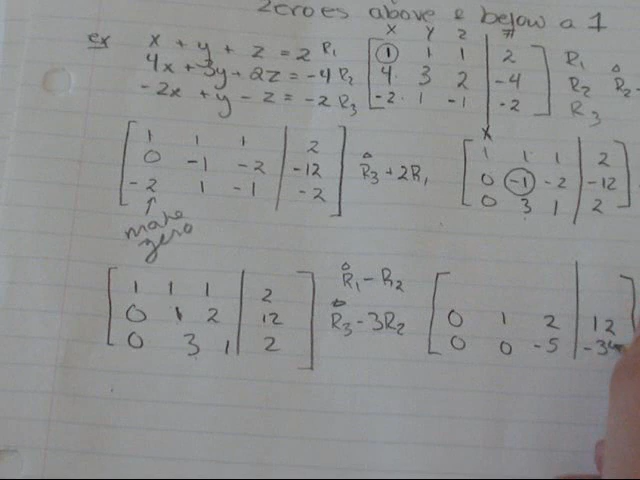 Zeroes above & below a 1
ex x + y + z = 2 R1
4x + 3y + 2z = -4 R2
-2x + y - z = -2 R3
x y z #
1 1 1 2 R1
4 3 2 -4 R2 R2 -
-2 1 -1 -2 R3
1 1 1 2
0 -1 -2 -12 R3 + 2R1
-2 1 -1 -2
make
zero
x
1 1 1 2
0 -1 -2 -12
0 3 1 2
1 1 1 2 R1 - R2
0 1 2 12 R3 - 3R2
0 3 1 2
0 1 2 12
0 0 -5 -34